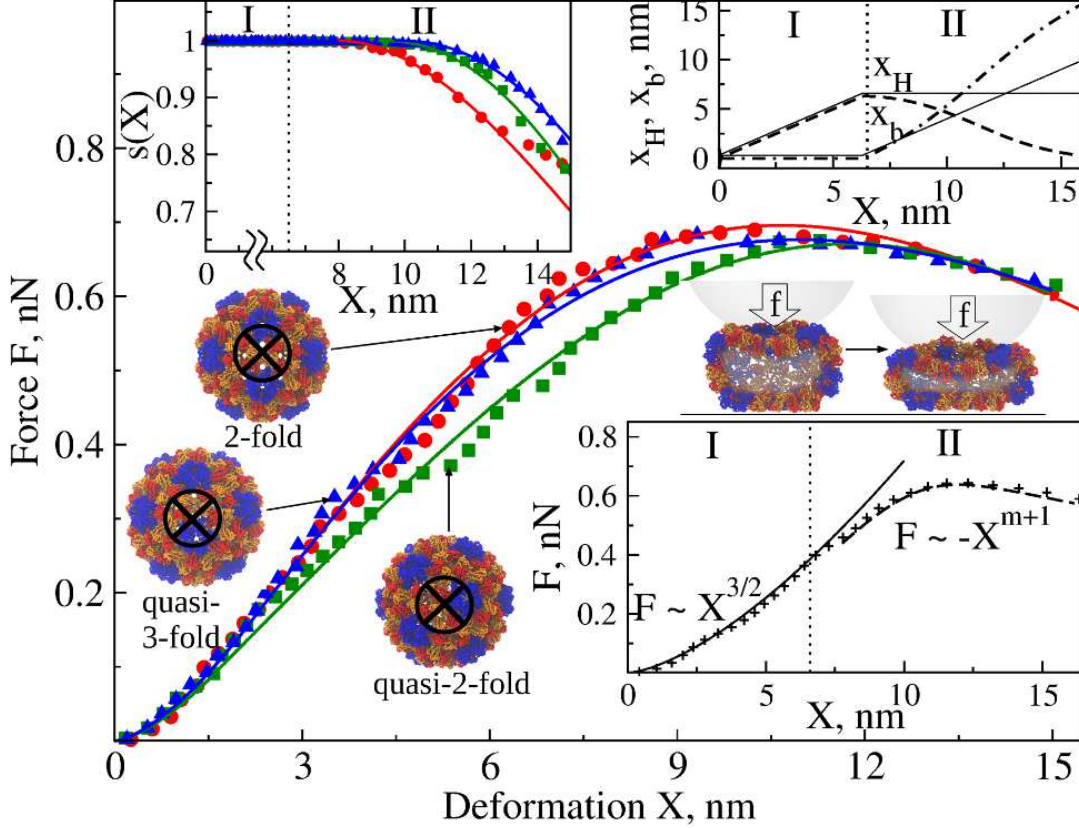 I
II
1
0.9
0.8
0.7
s(X)
0
8
10
12
14
X, nm
I
II
15
10
5
0
x_H, x_b, nm
x_H
x_b
0
5
10
15
X, nm
0.8
0.6
0.4
0.2
Force F, nN
0
3
6
9
12
15
Deformation X, nm
2-fold
quasi-
3-fold
quasi-2-fold
f
f
I
II
0.8
0.6
0.4
0.2
F, nN
F ~ X^{3/2}
F ~ -X^{m+1}
0
5
10
15
X, nm